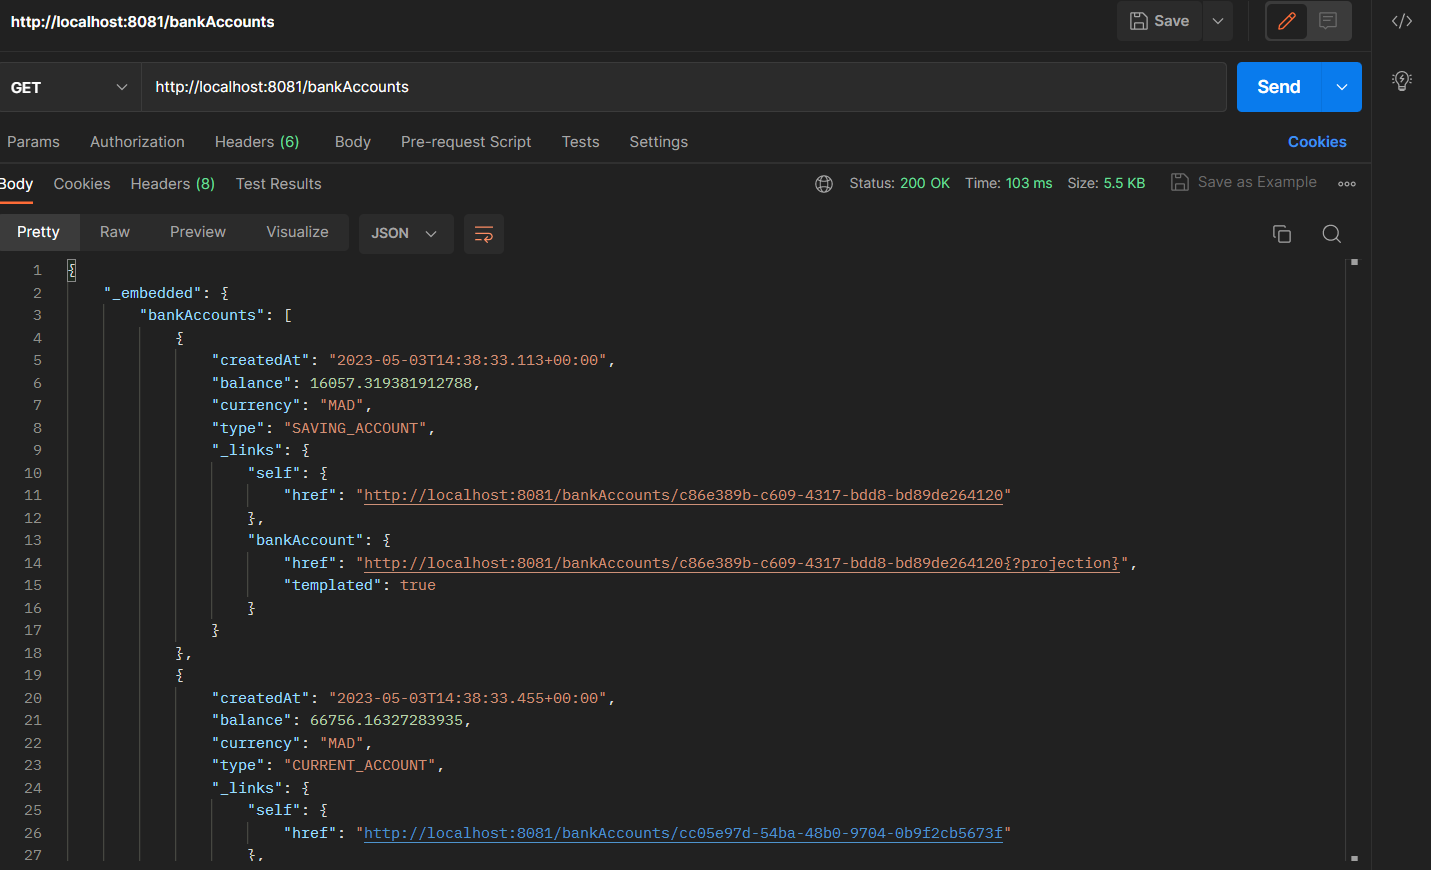 http://localhost:8081/bankAccounts
Save
GET
http://localhost:8081/bankAccounts
Send
Params Authorization Headers (6) Body Pre-request Script Tests Settings
Cookies
Body Cookies Headers (8) Test Results
Status: 200 OK Time: 103 ms Size: 5.5 KB
Save as Example
Pretty Raw Preview Visualize
JSON
1 {
2 "_embedded": {
3 "bankAccounts": [
4 {
5 "createdAt": "2023-05-03T14:38:33.113+00:00",
6 "balance": 16057.319381912788,
7 "currency": "MAD",
8 "type": "SAVING_ACCOUNT",
9 "_links": {
10 "self": {
11 "href": "http://localhost:8081/bankAccounts/c86e389b-c609-4317-bdd8-bd89de264120"
12 },
13 "bankAccount": {
14 "href": "http://localhost:8081/bankAccounts/c86e389b-c609-4317-bdd8-bd89de264120{?projection}",
15 "templated": true
16 }
17 }
18 },
19 {
20 "createdAt": "2023-05-03T14:38:33.455+00:00",
21 "balance": 66756.16327283935,
22 "currency": "MAD",
23 "type": "CURRENT_ACCOUNT",
24 "_links": {
25 "self": {
26 "href": "http://localhost:8081/bankAccounts/cc05e97d-54ba-48b0-9704-0b9f2cb5673f"
27 },